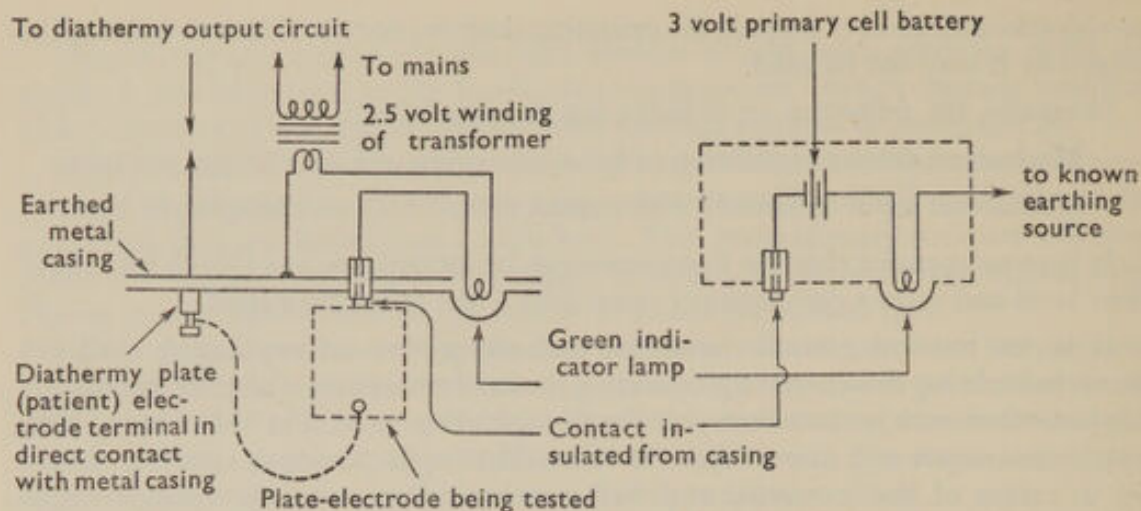 To diathermy output circuit
3 volt primary cell battery
To mains
2.5 volt winding
of transformer
Earthed
metal
casing
to known
earthing
source
Green indi-
cator lamp
Diathermy plate
(patient) elec-
trode terminal in
direct contact
with metal casing
Contact in-
sulated from casing
Plate-electrode being tested